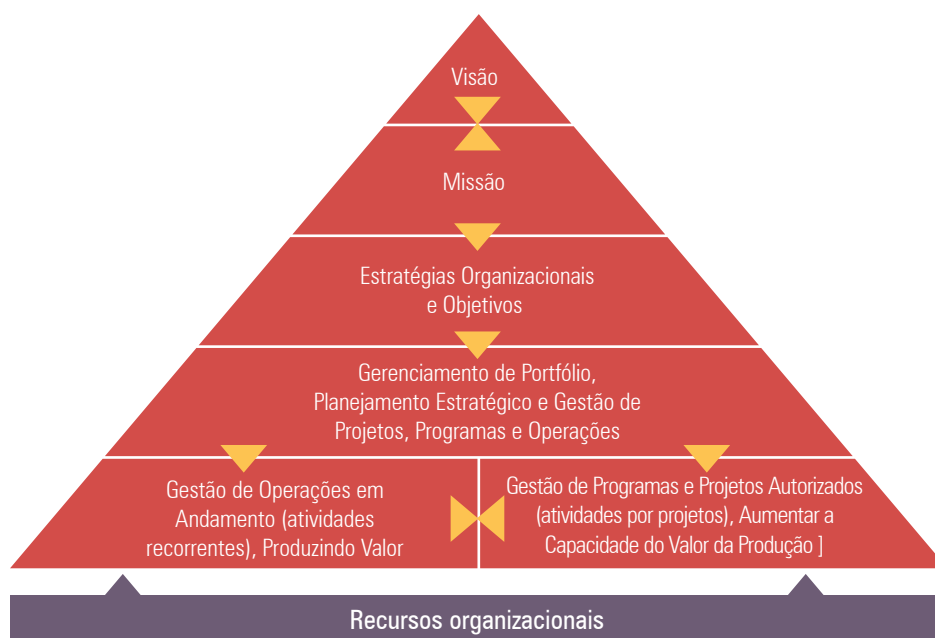 Visão
Missão
Estratégias Organizacionais
e Objetivos
Gerenciamento de Portfólio,
Planejamento Estratégico e Gestão de
Projetos, Programas e Operações
Gestão de Operações em
Andamento (atividades
recorrentes), Produzindo Valor
Gestão de Programas e Projetos Autorizados
(atividades por projetos), Aumentar a
Capacidade do Valor da Produção ]
Recursos organizacionais